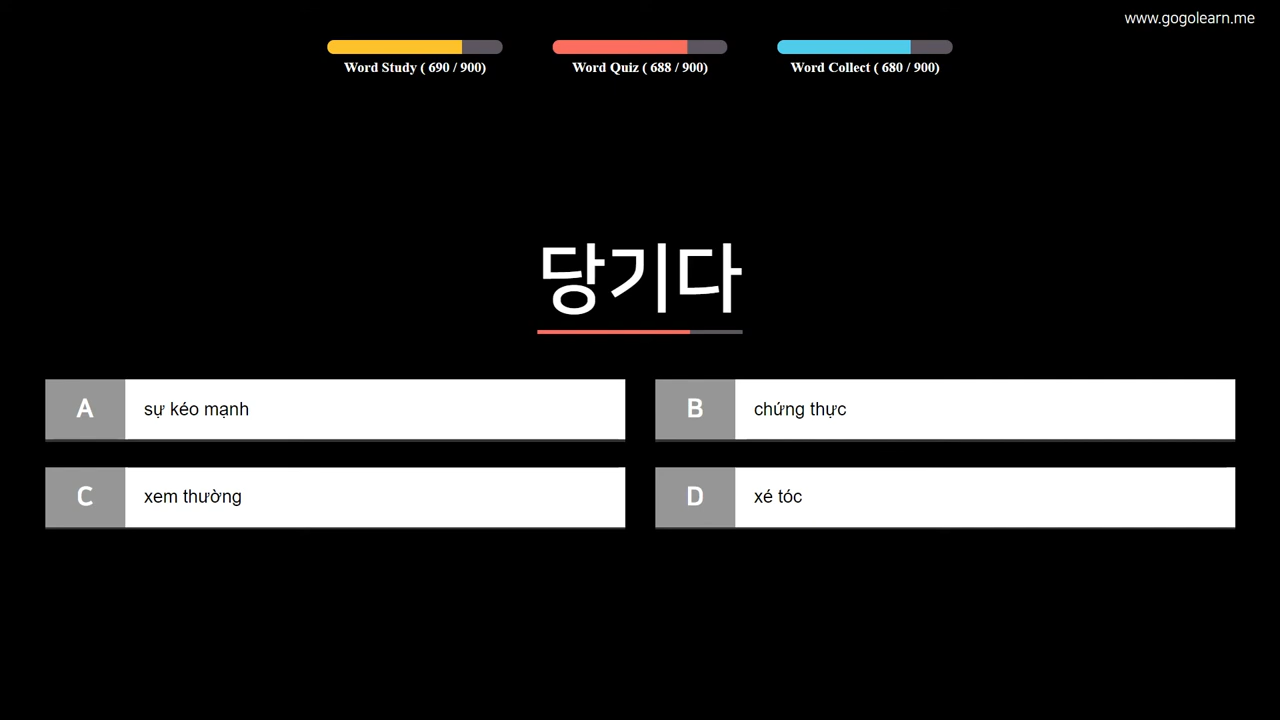 www.gogolearn.me
Word Study ( 690 / 900)
Word Quiz ( 688 / 900)
Word Collect ( 680 / 900)
당기다
A sự kéo mạnh
B chứng thực
C xem thường
D xé tóc